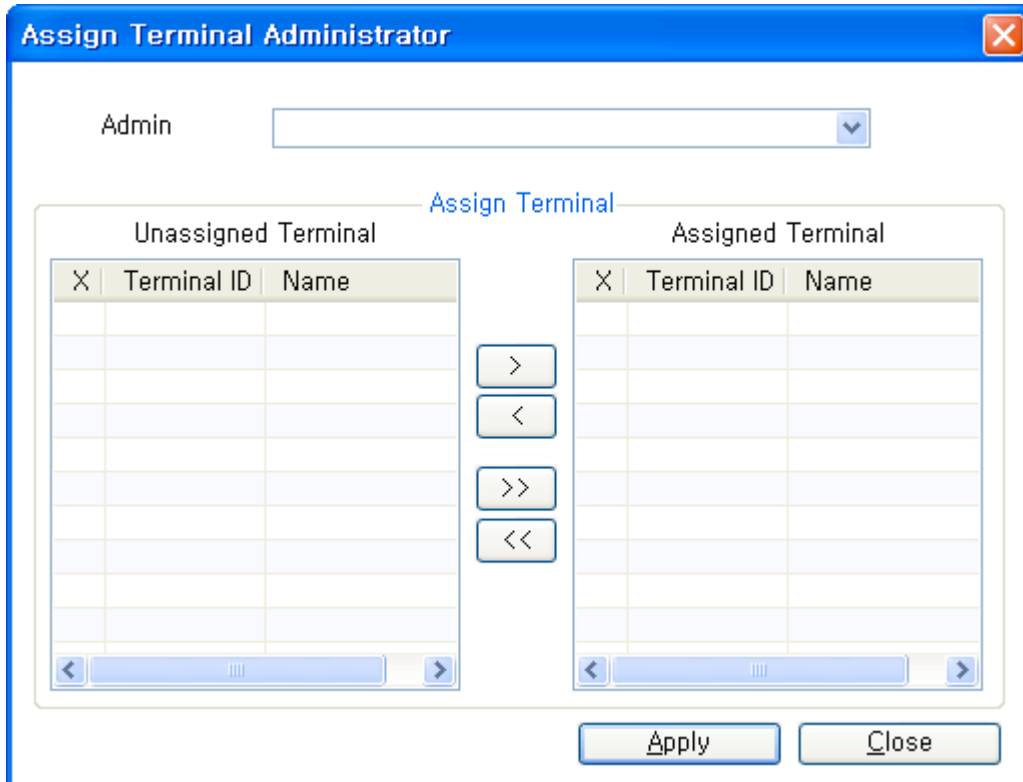 Assign Terminal Administrator
Admin
Assign Terminal
Unassigned Terminal
Assigned Terminal
X Terminal ID Name
X Terminal ID Name
>
<
>>
<<
Apply
Close